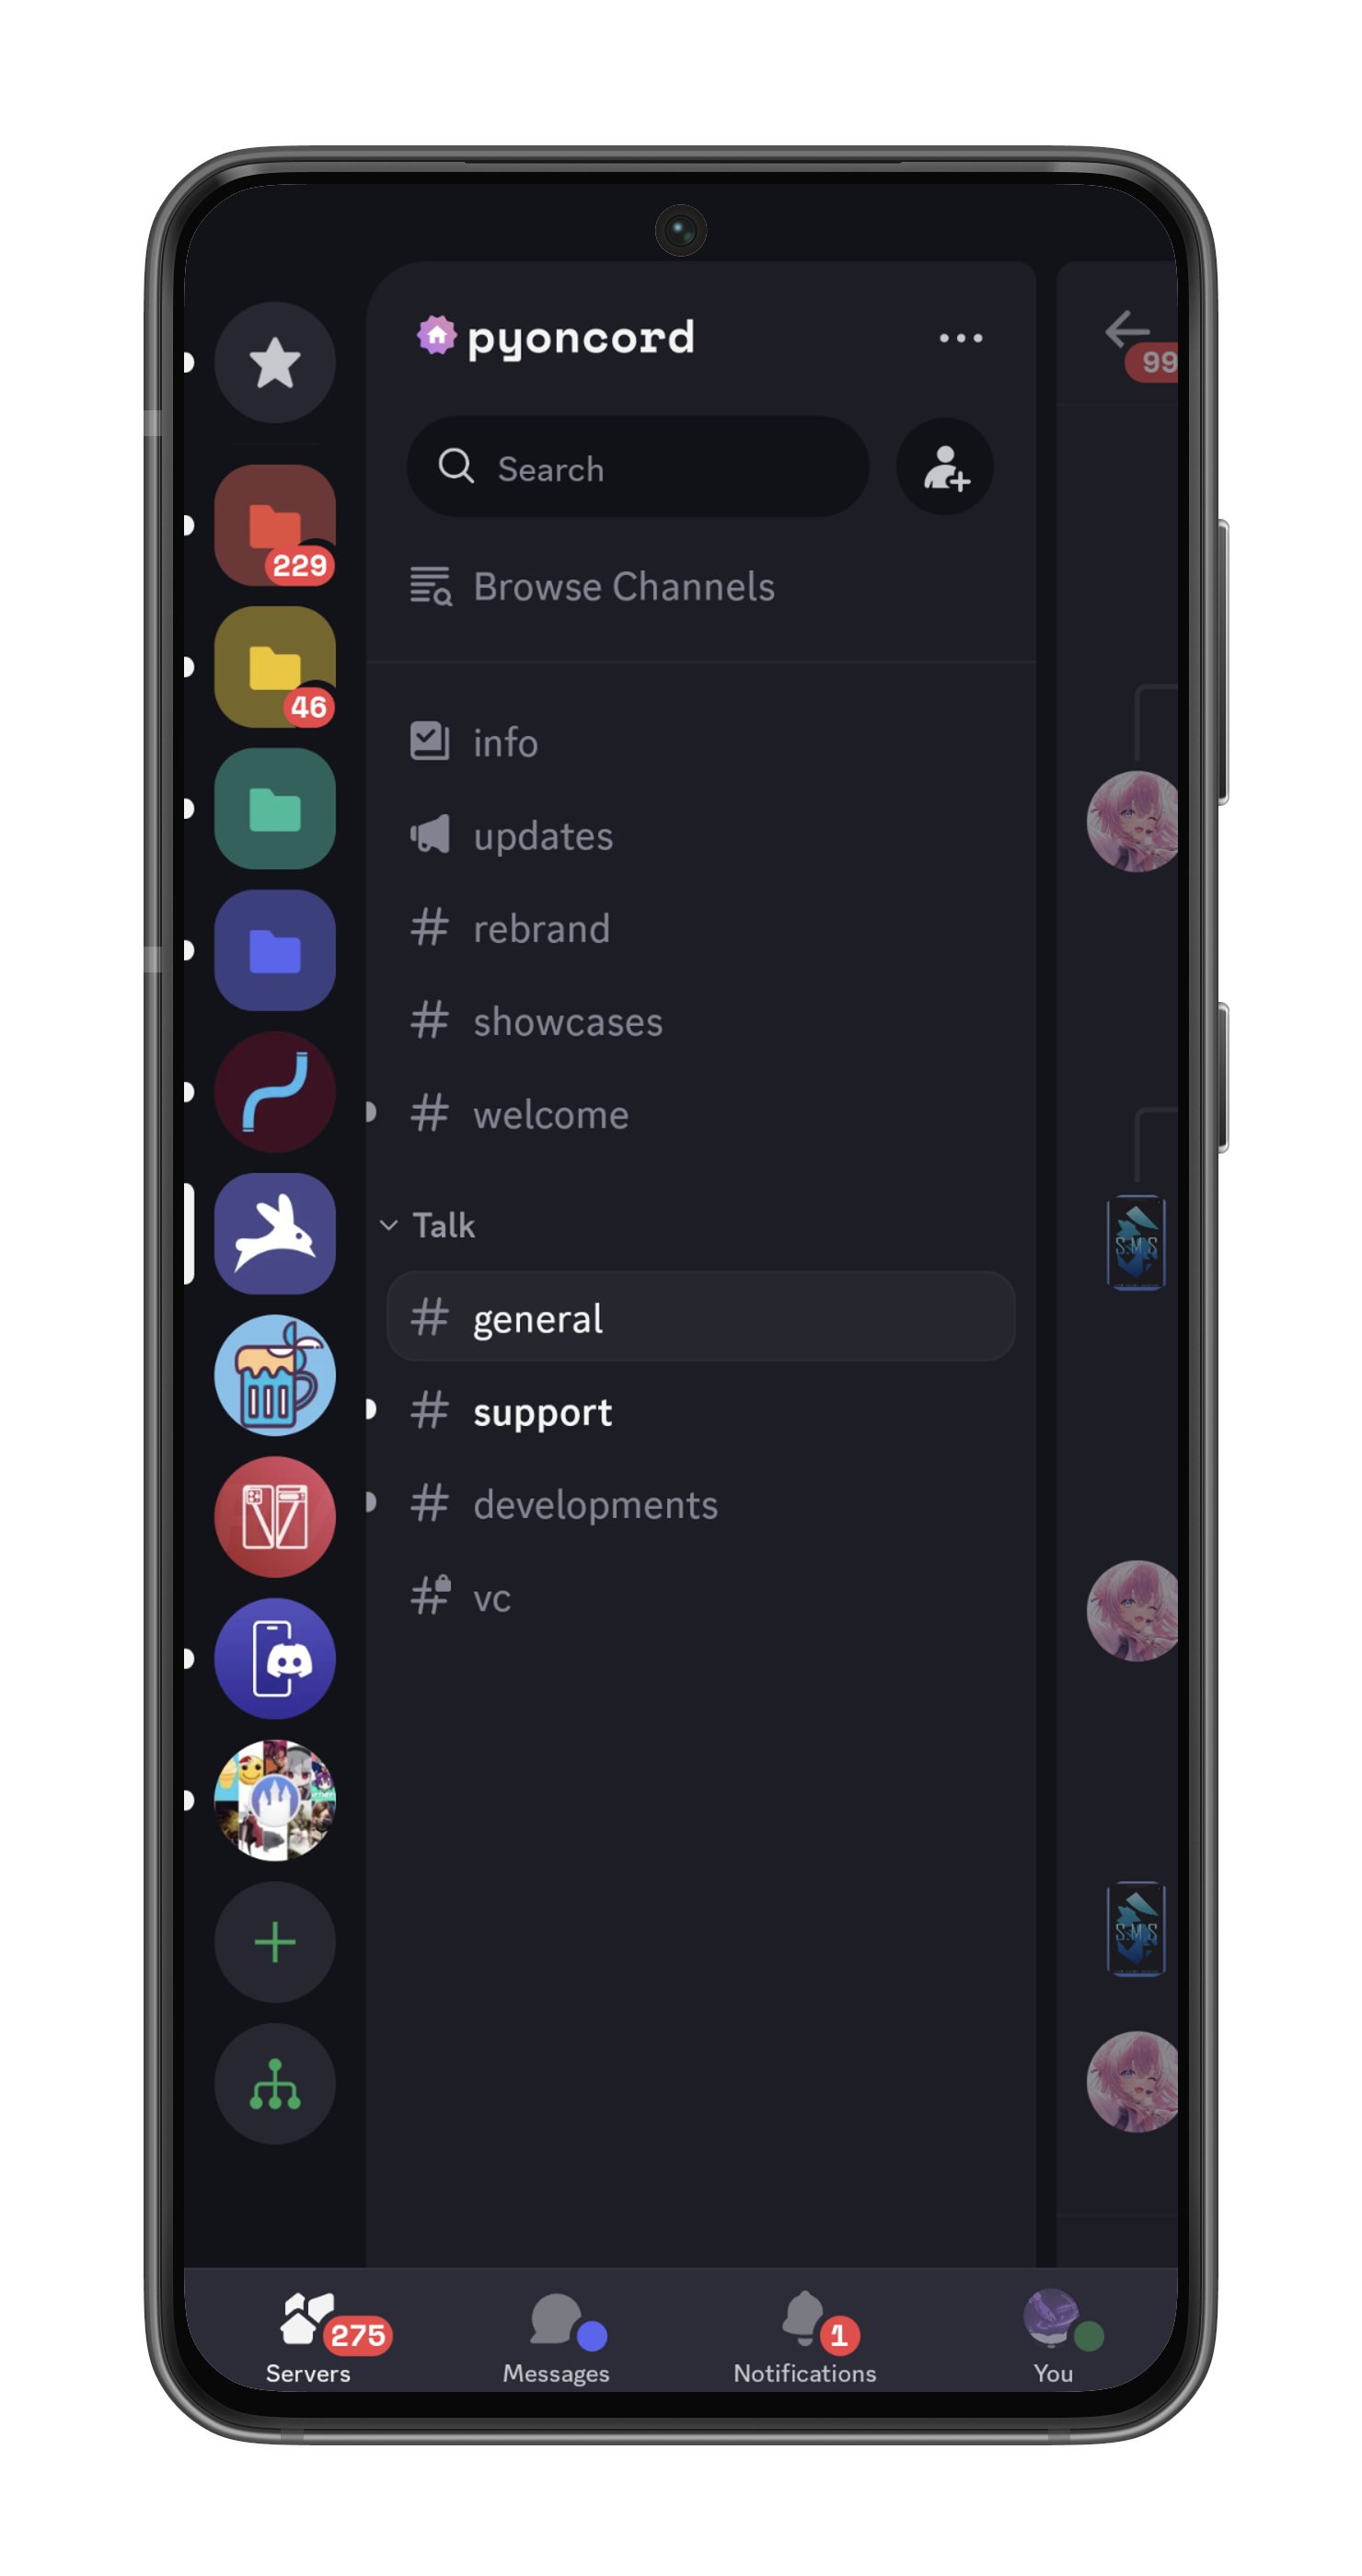 pyoncord
99
Search
Browse Channels
229
46
info
updates
# rebrand
# showcases
# welcome
Talk
# general
# support
# developments
# vc
S.M.S
S.M.S
275
1
Servers
Messages
Notifications
You